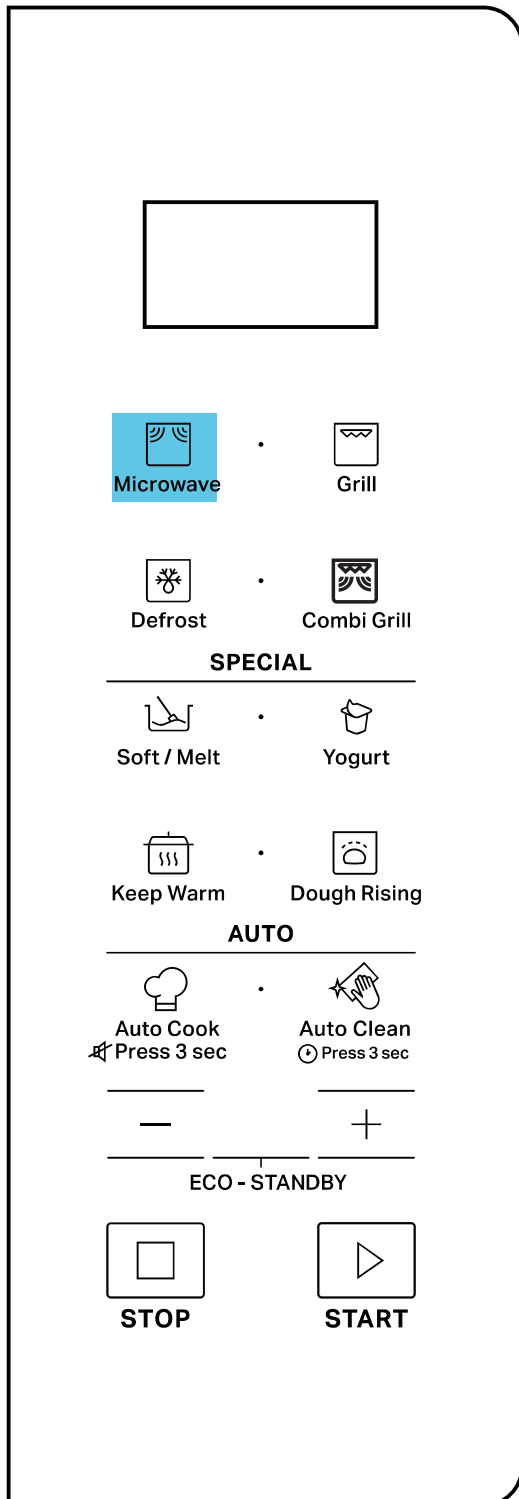 Microwave
Grill
Defrost
Combi Grill
SPECIAL
Soft / Melt
Yogurt
Keep Warm
Dough Rising
AUTO
Auto Cook
Press 3 sec
Auto Clean
Press 3 sec
ECO - STANDBY
STOP
START